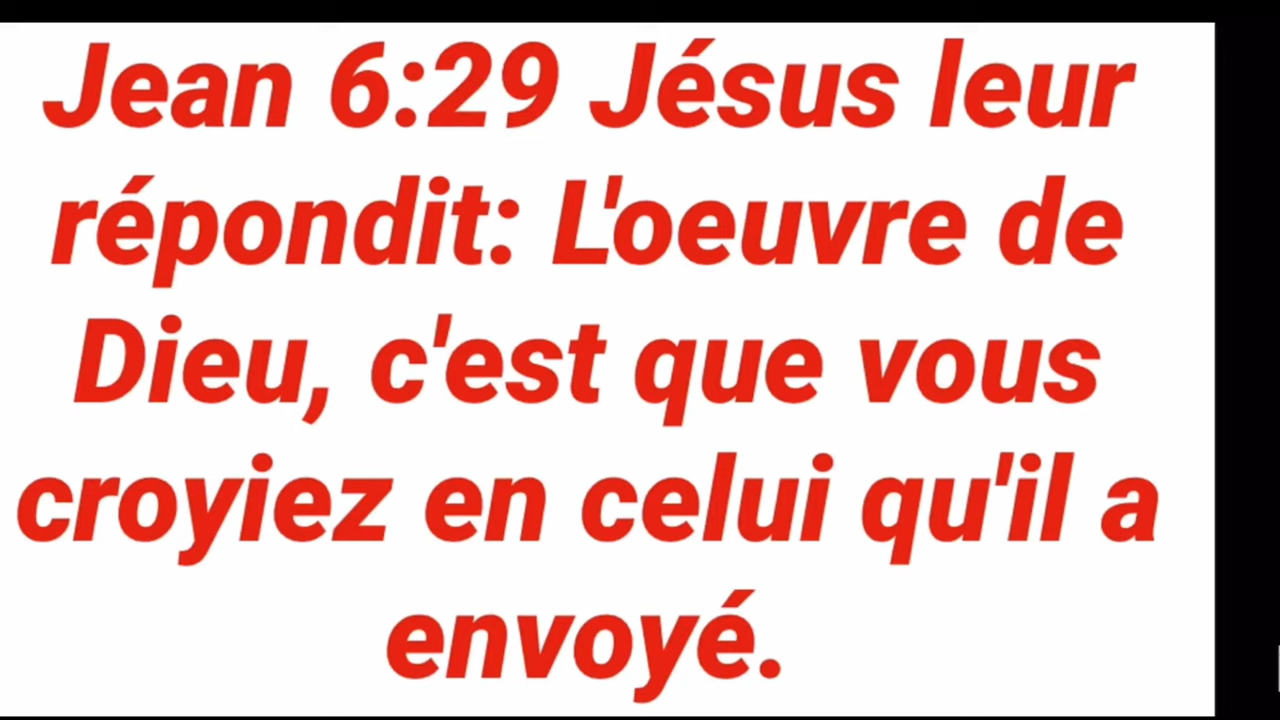 Jean 6:29 Jésus leur
répondit: L'oeuvre de
Dieu, c'est que vous
croyiez en celui qu'il a
envoyé.